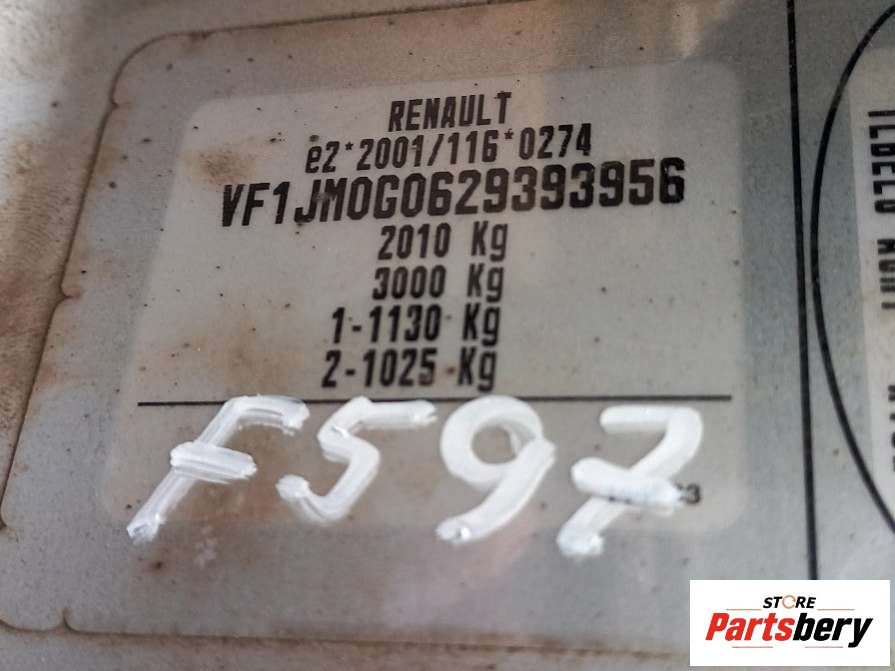 RENAULT
e2*2001/116*0274
VF1JM0G0629393956
2010 Kg
3000 Kg
1-1130 Kg
2-1025 Kg
F597
STORE
Partsbery